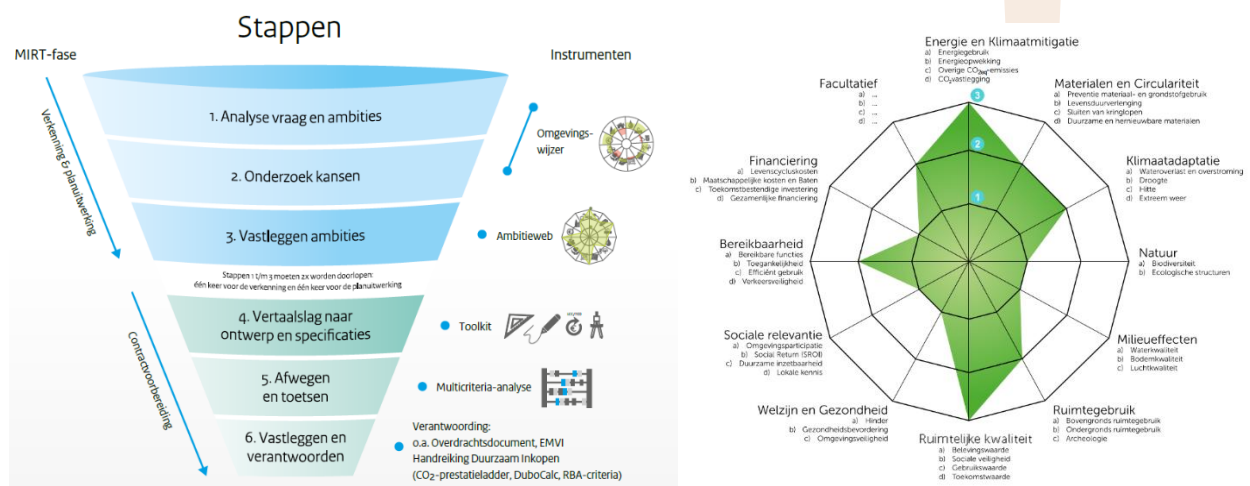 Stappen
MIRT-fase
Instrumenten
Verkenning & planuitwerking
Contractvoorbereiding
1. Analyse vraag en ambities
2. Onderzoek kansen
3. Vastleggen ambities
Stappen 1 t/m 3 moeten 2x worden doorlopen:
één keer voor de verkenning en één keer voor de planuitwerking
4. Vertaalslag naar
ontwerp en specificaties
5. Afwegen
en toetsen
6. Vastleggen en
verantwoorden
Omgevings-
wijzer
Ambitieweb
Toolkit
Multicriteria-analyse
Verantwoording:
o.a. Overdrachtsdocument, EMVI
Handreiking Duurzaam Inkopen
(CO₂-prestatieladder, DuboCalc, RBA-criteria)
Energie en Klimaatmitigatie
a) Energiegebruik
b) Energieopwekking
c) Overige CO₂eq-emissies
d) CO₂vastlegging
Materialen en Circulariteit
a) Preventie materiaal- en grondstofgebruik
b) Levensduurverlenging
c) Sluiten van kringlopen
d) Duurzame en hernieuwbare materialen
Klimaatadaptatie
a) Wateroverlast en overstroming
b) Droogte
c) Hitte
d) Extreem weer
Natuur
a) Biodiversiteit
b) Ecologische structuren
Milieueffecten
a) Waterkwaliteit
b) Bodemkwaliteit
c) Luchtkwaliteit
Ruimtegebruik
a) Bovengronds ruimtegebruik
b) Ondergronds ruimtegebruik
c) Archeologie
Ruimtelijke kwaliteit
a) Belevingswaarde
b) Sociale veiligheid
c) Gebruikswaarde
d) Toekomstwaarde
Welzijn en Gezondheid
a) Hinder
b) Gezondheidsbevordering
c) Omgevingsveiligheid
Sociale relevantie
a) Omgevingsparticipatie
b) Social Return (SROI)
c) Duurzame inzetbaarheid
d) Lokale kennis
Bereikbaarheid
a) Bereikbare functies
b) Toegankelijkheid
c) Efficiënt gebruik
d) Verkeersveiligheid
Financiering
a) Levenscycluskosten
b) Maatschappelijke kosten en Baten
c) Toekomstbestendige investering
d) Gezamenlijke financiering
Facultatief
a) ...
b) ...
c) ...
d) ...
3
2
1